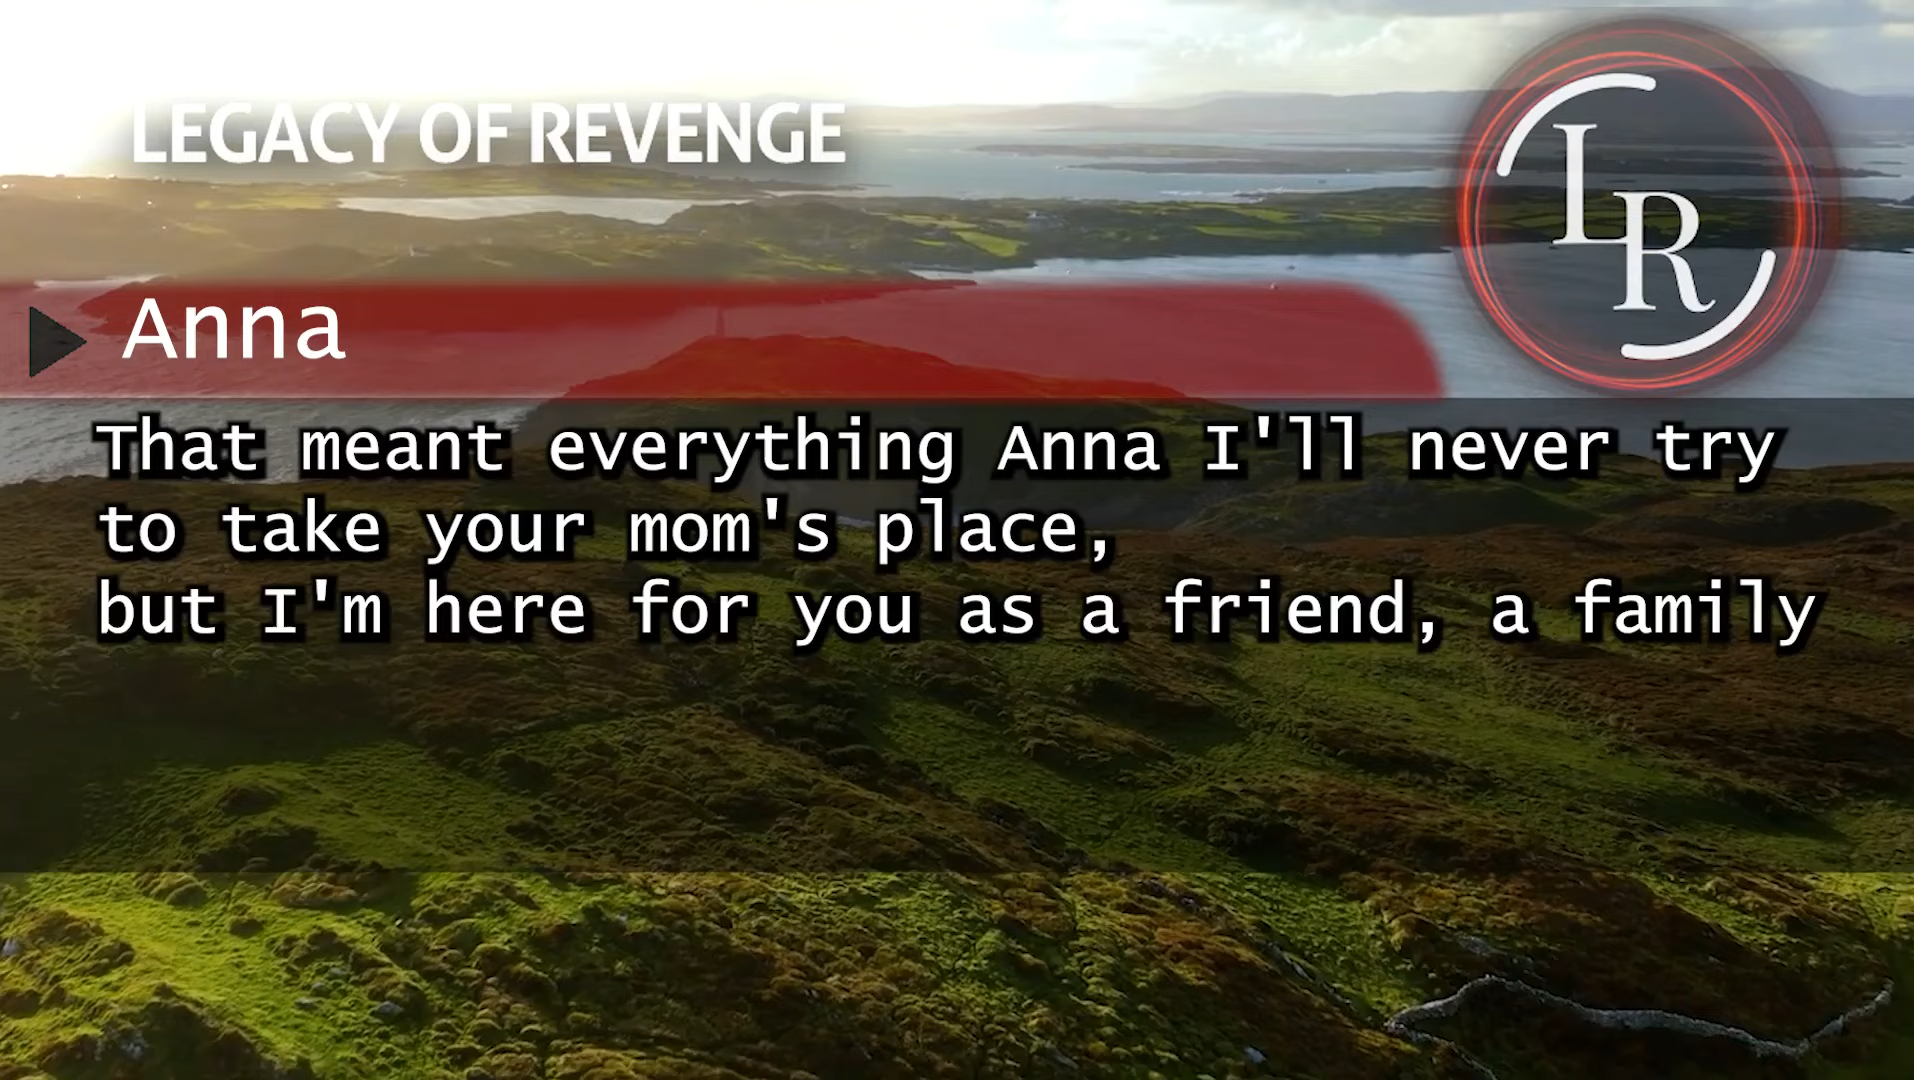 LEGACY OF REVENGE
LR
Anna
That meant everything Anna I'll never try
to take your mom's place,
but I'm here for you as a friend, a family